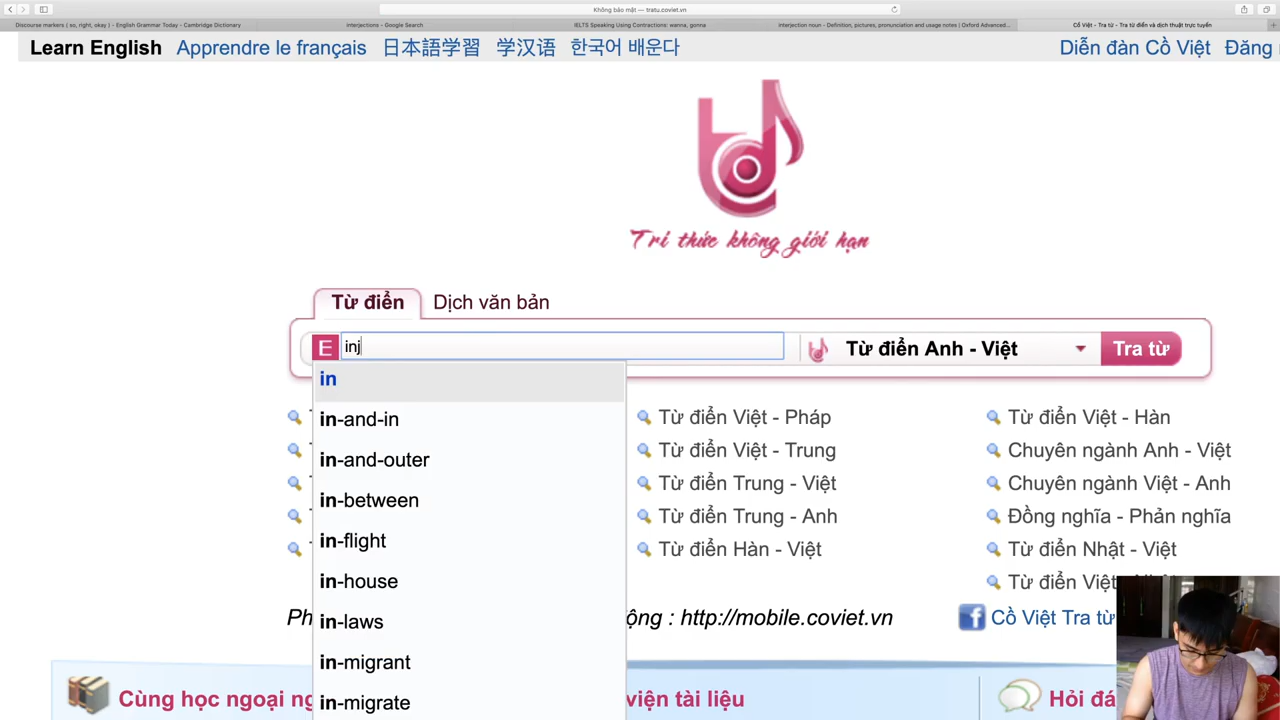 Không bảo mật — tratu.coviet.vn
Discourse markers ( so, right, okay ) - English Grammar Today - Cambridge Dictionary
interjections - Google Search
IELTS Speaking Using Contractions: wanna, gonna
interjection noun - Definition, pictures, pronunciation and usage notes | Oxford Advanced...
Cồ Việt - Tra từ - Tra từ điển và dịch thuật trực tuyến
Learn English Apprendre le français 日本語学習 学汉语 한국어 배운다
Diễn đàn Cồ Việt Đăng
Tri thức không giới hạn
Từ điển Dịch văn bản
E inj Từ điển Anh - Việt Tra từ
in
in-and-in
in-and-outer
in-between
in-flight
in-house
in-laws
in-migrant
in-migrate
Từ điển Việt - Pháp
Từ điển Việt - Trung
Từ điển Trung - Việt
Từ điển Trung - Anh
Từ điển Hàn - Việt
Từ điển Việt - Hàn
Chuyên ngành Anh - Việt
Chuyên ngành Việt - Anh
Đồng nghĩa - Phản nghĩa
Từ điển Nhật - Việt
Từ điển Việt
Ph
ộng : http://mobile.coviet.vn
Cồ Việt Tra từ
Cùng học ngoại ng
viện tài liệu
Hỏi đá